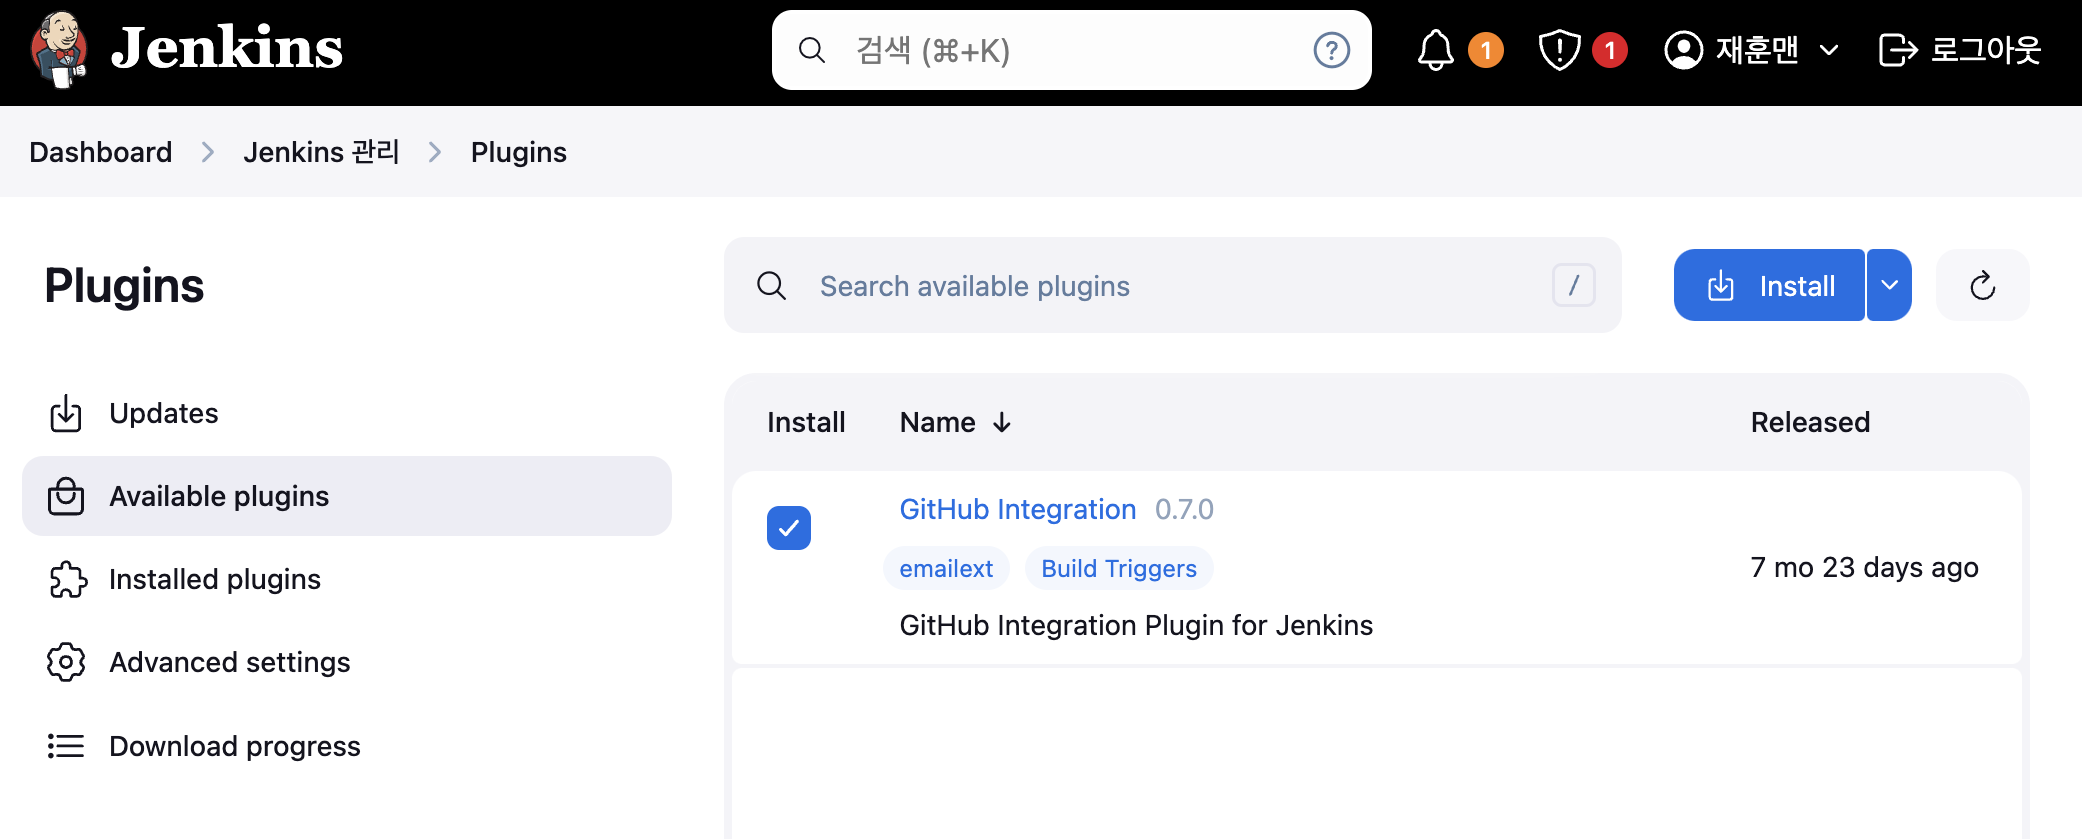 Jenkins
검색 (⌘+K)
?
1
1
재훈맨
로그아웃
Dashboard > Jenkins 관리 > Plugins
Plugins
Search available plugins
/
Install
Updates
Available plugins
Installed plugins
Advanced settings
Download progress
Install Name ↓ Released
GitHub Integration 0.7.0
emailext Build Triggers
7 mo 23 days ago
GitHub Integration Plugin for Jenkins